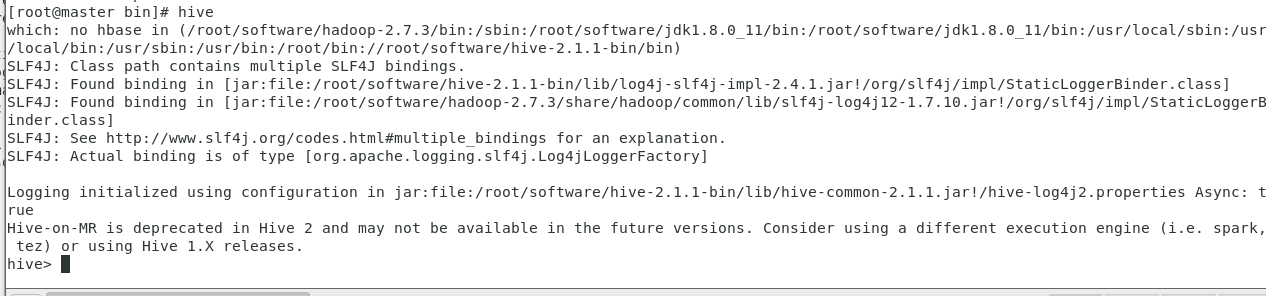 [root@master bin]# hive
which: no hbase in (/root/software/hadoop-2.7.3/bin:/sbin:/root/software/jdk1.8.0_11/bin:/root/software/jdk1.8.0_11/bin:/usr/local/sbin:/usr
/local/bin:/usr/sbin:/usr/bin:/root/bin://root/software/hive-2.1.1-bin/bin)
SLF4J: Class path contains multiple SLF4J bindings.
SLF4J: Found binding in [jar:file:/root/software/hive-2.1.1-bin/lib/log4j-slf4j-impl-2.4.1.jar!/org/slf4j/impl/StaticLoggerBinder.class]
SLF4J: Found binding in [jar:file:/root/software/hadoop-2.7.3/share/hadoop/common/lib/slf4j-log4j12-1.7.10.jar!/org/slf4j/impl/StaticLoggerB
inder.class]
SLF4J: See http://www.slf4j.org/codes.html#multiple_bindings for an explanation.
SLF4J: Actual binding is of type [org.apache.logging.slf4j.Log4jLoggerFactory]
Logging initialized using configuration in jar:file:/root/software/hive-2.1.1-bin/lib/hive-common-2.1.1.jar!/hive-log4j2.properties Async: t
rue
Hive-on-MR is deprecated in Hive 2 and may not be available in the future versions. Consider using a different execution engine (i.e. spark,
 tez) or using Hive 1.X releases.
hive>